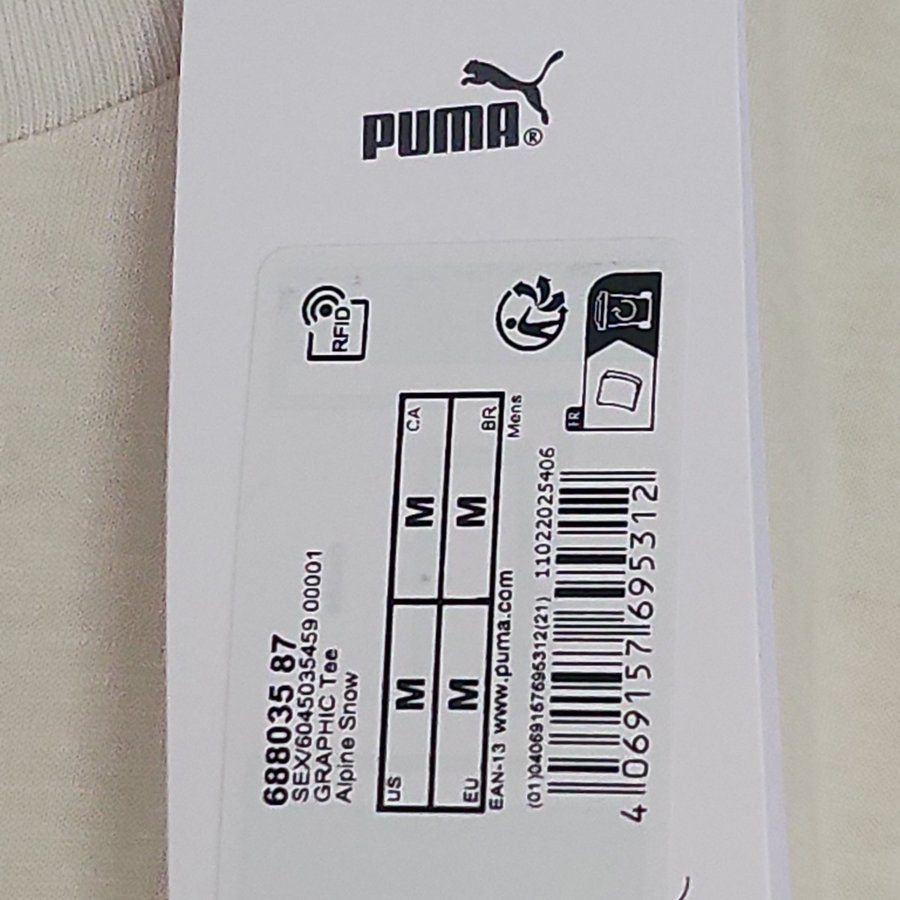 PUMA®
RFID
688035 87
SEX/6045035459 00001
GRAPHIC Tee
Alpine Snow
US M M CA
EU M M BR
EAN-13 www.puma.com Mens
(01)04069157695312(21) 11022025406
4 069157 695312
FR